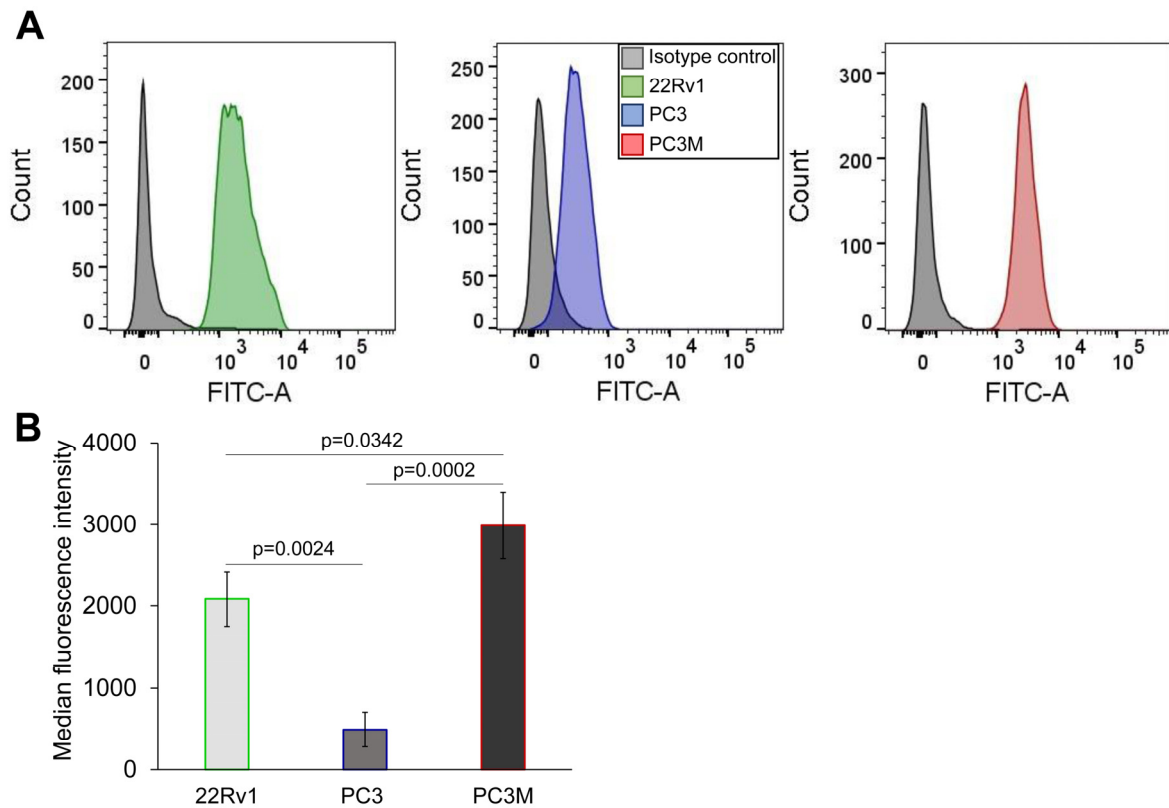 A
Count
200
150
100
50
0
0
10^3
10^4
10^5
FITC-A
Count
250
200
150
100
50
0
0
10^3
10^4
10^5
FITC-A
Isotype control
22Rv1
PC3
PC3M
Count
300
200
100
0
0
10^3
10^4
10^5
FITC-A
B
Median fluorescence intensity
4000
3000
2000
1000
0
p=0.0342
p=0.0002
p=0.0024
22Rv1
PC3
PC3M